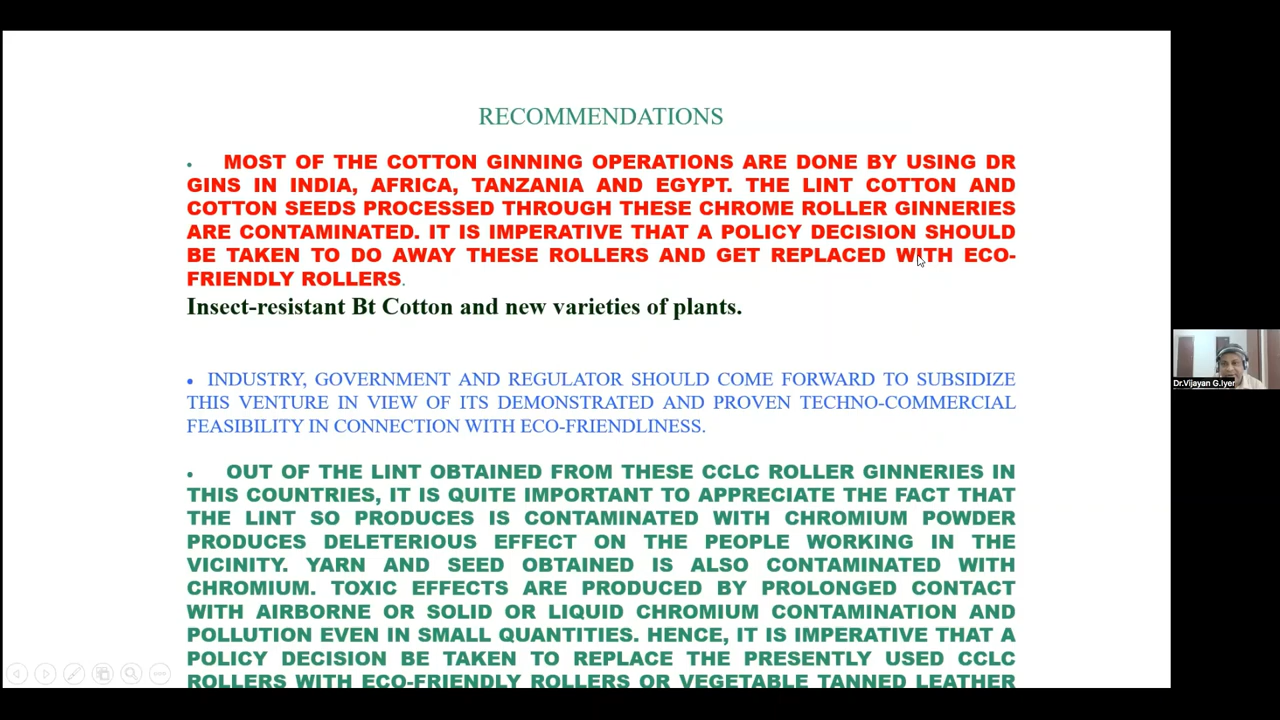 RECOMMENDATIONS
• MOST OF THE COTTON GINNING OPERATIONS ARE DONE BY USING DR
GINS IN INDIA, AFRICA, TANZANIA AND EGYPT. THE LINT COTTON AND
COTTON SEEDS PROCESSED THROUGH THESE CHROME ROLLER GINNERIES
ARE CONTAMINATED. IT IS IMPERATIVE THAT A POLICY DECISION SHOULD
BE TAKEN TO DO AWAY THESE ROLLERS AND GET REPLACED WITH ECO-
FRIENDLY ROLLERS.
Insect-resistant Bt Cotton and new varieties of plants.
• INDUSTRY, GOVERNMENT AND REGULATOR SHOULD COME FORWARD TO SUBSIDIZE
THIS VENTURE IN VIEW OF ITS DEMONSTRATED AND PROVEN TECHNO-COMMERCIAL
FEASIBILITY IN CONNECTION WITH ECO-FRIENDLINESS.
• OUT OF THE LINT OBTAINED FROM THESE CCLC ROLLER GINNERIES IN
THIS COUNTRIES, IT IS QUITE IMPORTANT TO APPRECIATE THE FACT THAT
THE LINT SO PRODUCES IS CONTAMINATED WITH CHROMIUM POWDER
PRODUCES DELETERIOUS EFFECT ON THE PEOPLE WORKING IN THE
VICINITY. YARN AND SEED OBTAINED IS ALSO CONTAMINATED WITH
CHROMIUM. TOXIC EFFECTS ARE PRODUCED BY PROLONGED CONTACT
WITH AIRBORNE OR SOLID OR LIQUID CHROMIUM CONTAMINATION AND
POLLUTION EVEN IN SMALL QUANTITIES. HENCE, IT IS IMPERATIVE THAT A
POLICY DECISION BE TAKEN TO REPLACE THE PRESENTLY USED CCLC
ROLLERS WITH ECO-FRIENDLY ROLLERS OR VEGETABLE TANNED LEATHER
Dr.Vijayan G.Iyer